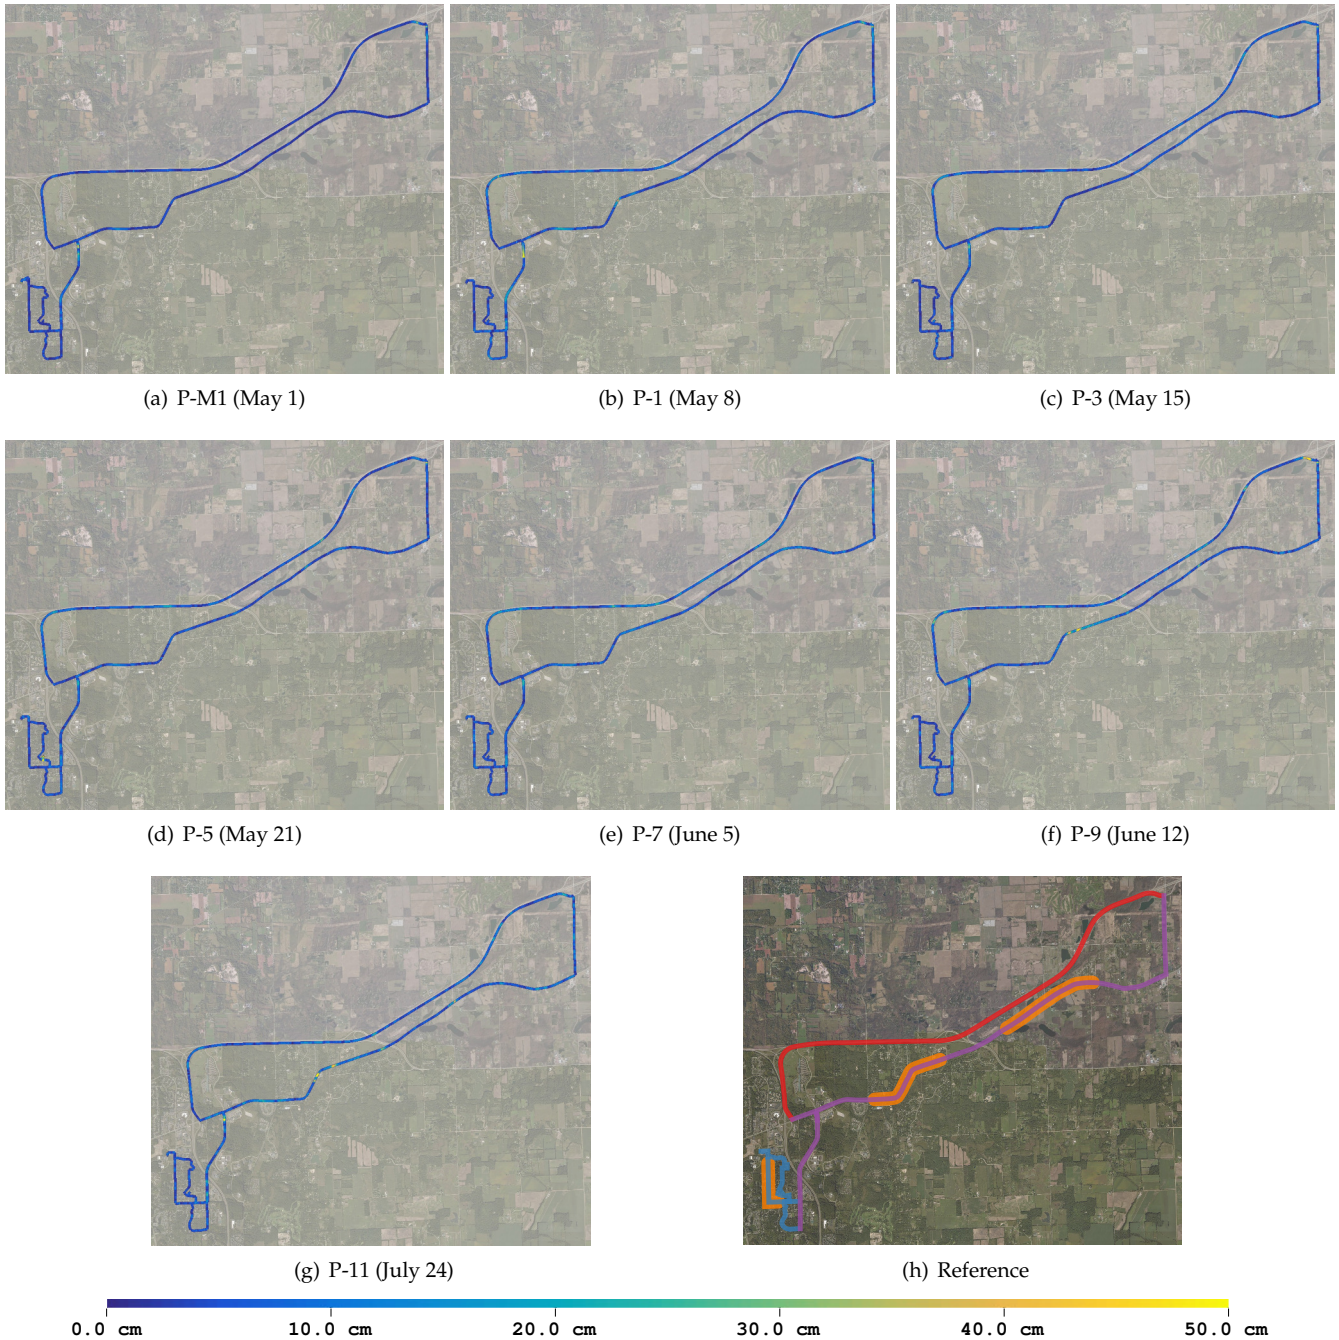 (a) P-M1 (May 1)
(b) P-1 (May 8)
(c) P-3 (May 15)
(d) P-5 (May 21)
(e) P-7 (June 5)
(f) P-9 (June 12)
(g) P-11 (July 24)
(h) Reference
0.0 cm 10.0 cm 20.0 cm 30.0 cm 40.0 cm 50.0 cm